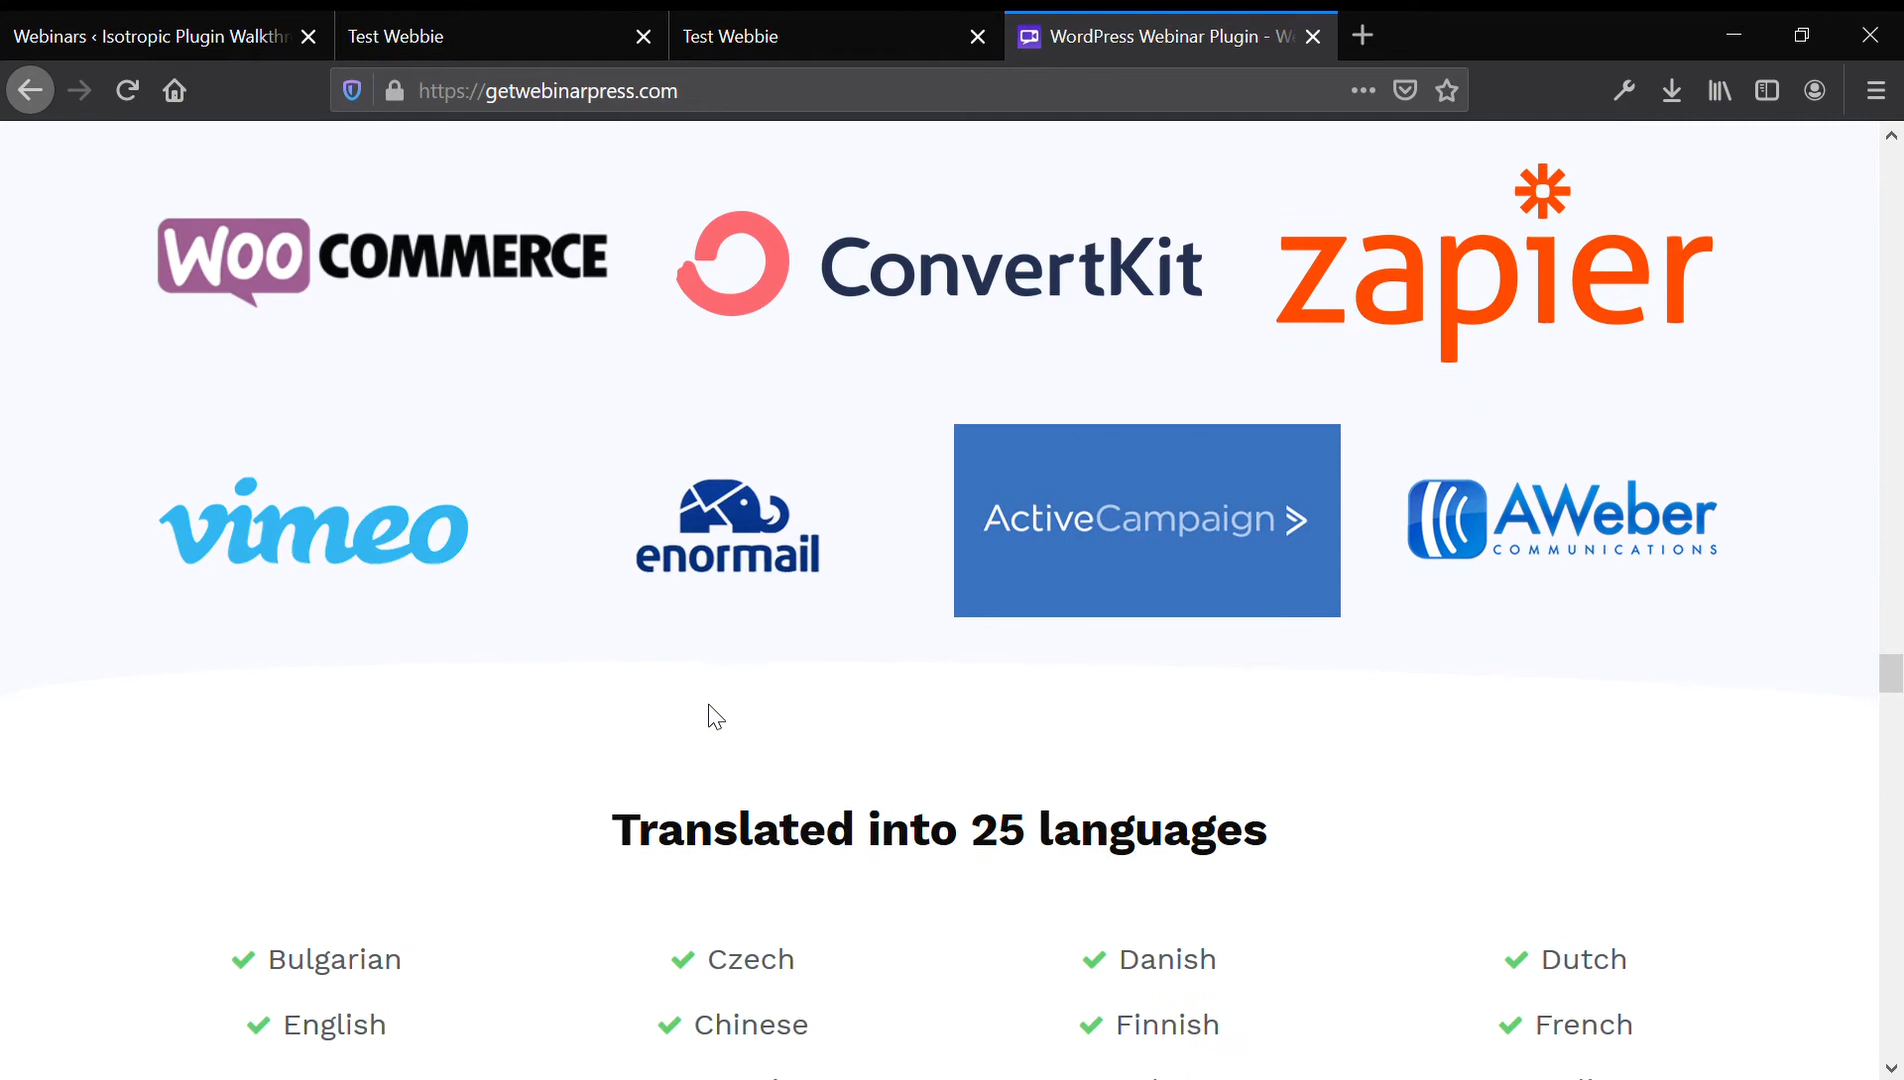 Webinars ‹ Isotropic Plugin Walkthr
Test Webbie
Test Webbie
WordPress Webinar Plugin - We
https://getwebinarpress.com
WOO COMMERCE
ConvertKit
zapier
vimeo
enormail
ActiveCampaign
AWeber
COMMUNICATIONS
Translated into 25 languages
Bulgarian
Czech
Danish
Dutch
English
Chinese
Finnish
French